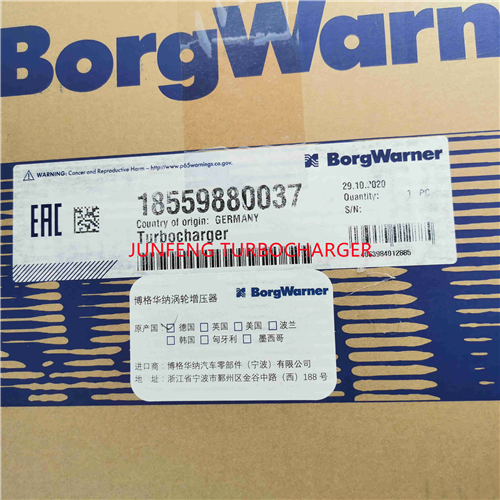 BorgWarner
WARNING: Cancer and Reproductive Harm - www.p65warnings.ca.gov.
BorgWarner
EAC
18559880037
Country of origin: GERMANY
Turbocharger
29.10.2020
Quantity: 1 PC
S/N:
JUNFENG TURBOCHARGER
博格华纳涡轮增压器
BorgWarner
原产国 德国 英国 美国 波兰
韩国 匈牙利 墨西哥
进口商:博格华纳汽车零部件(宁波)有限公司
地址:浙江省宁波市鄞州区金谷中路(西)188号